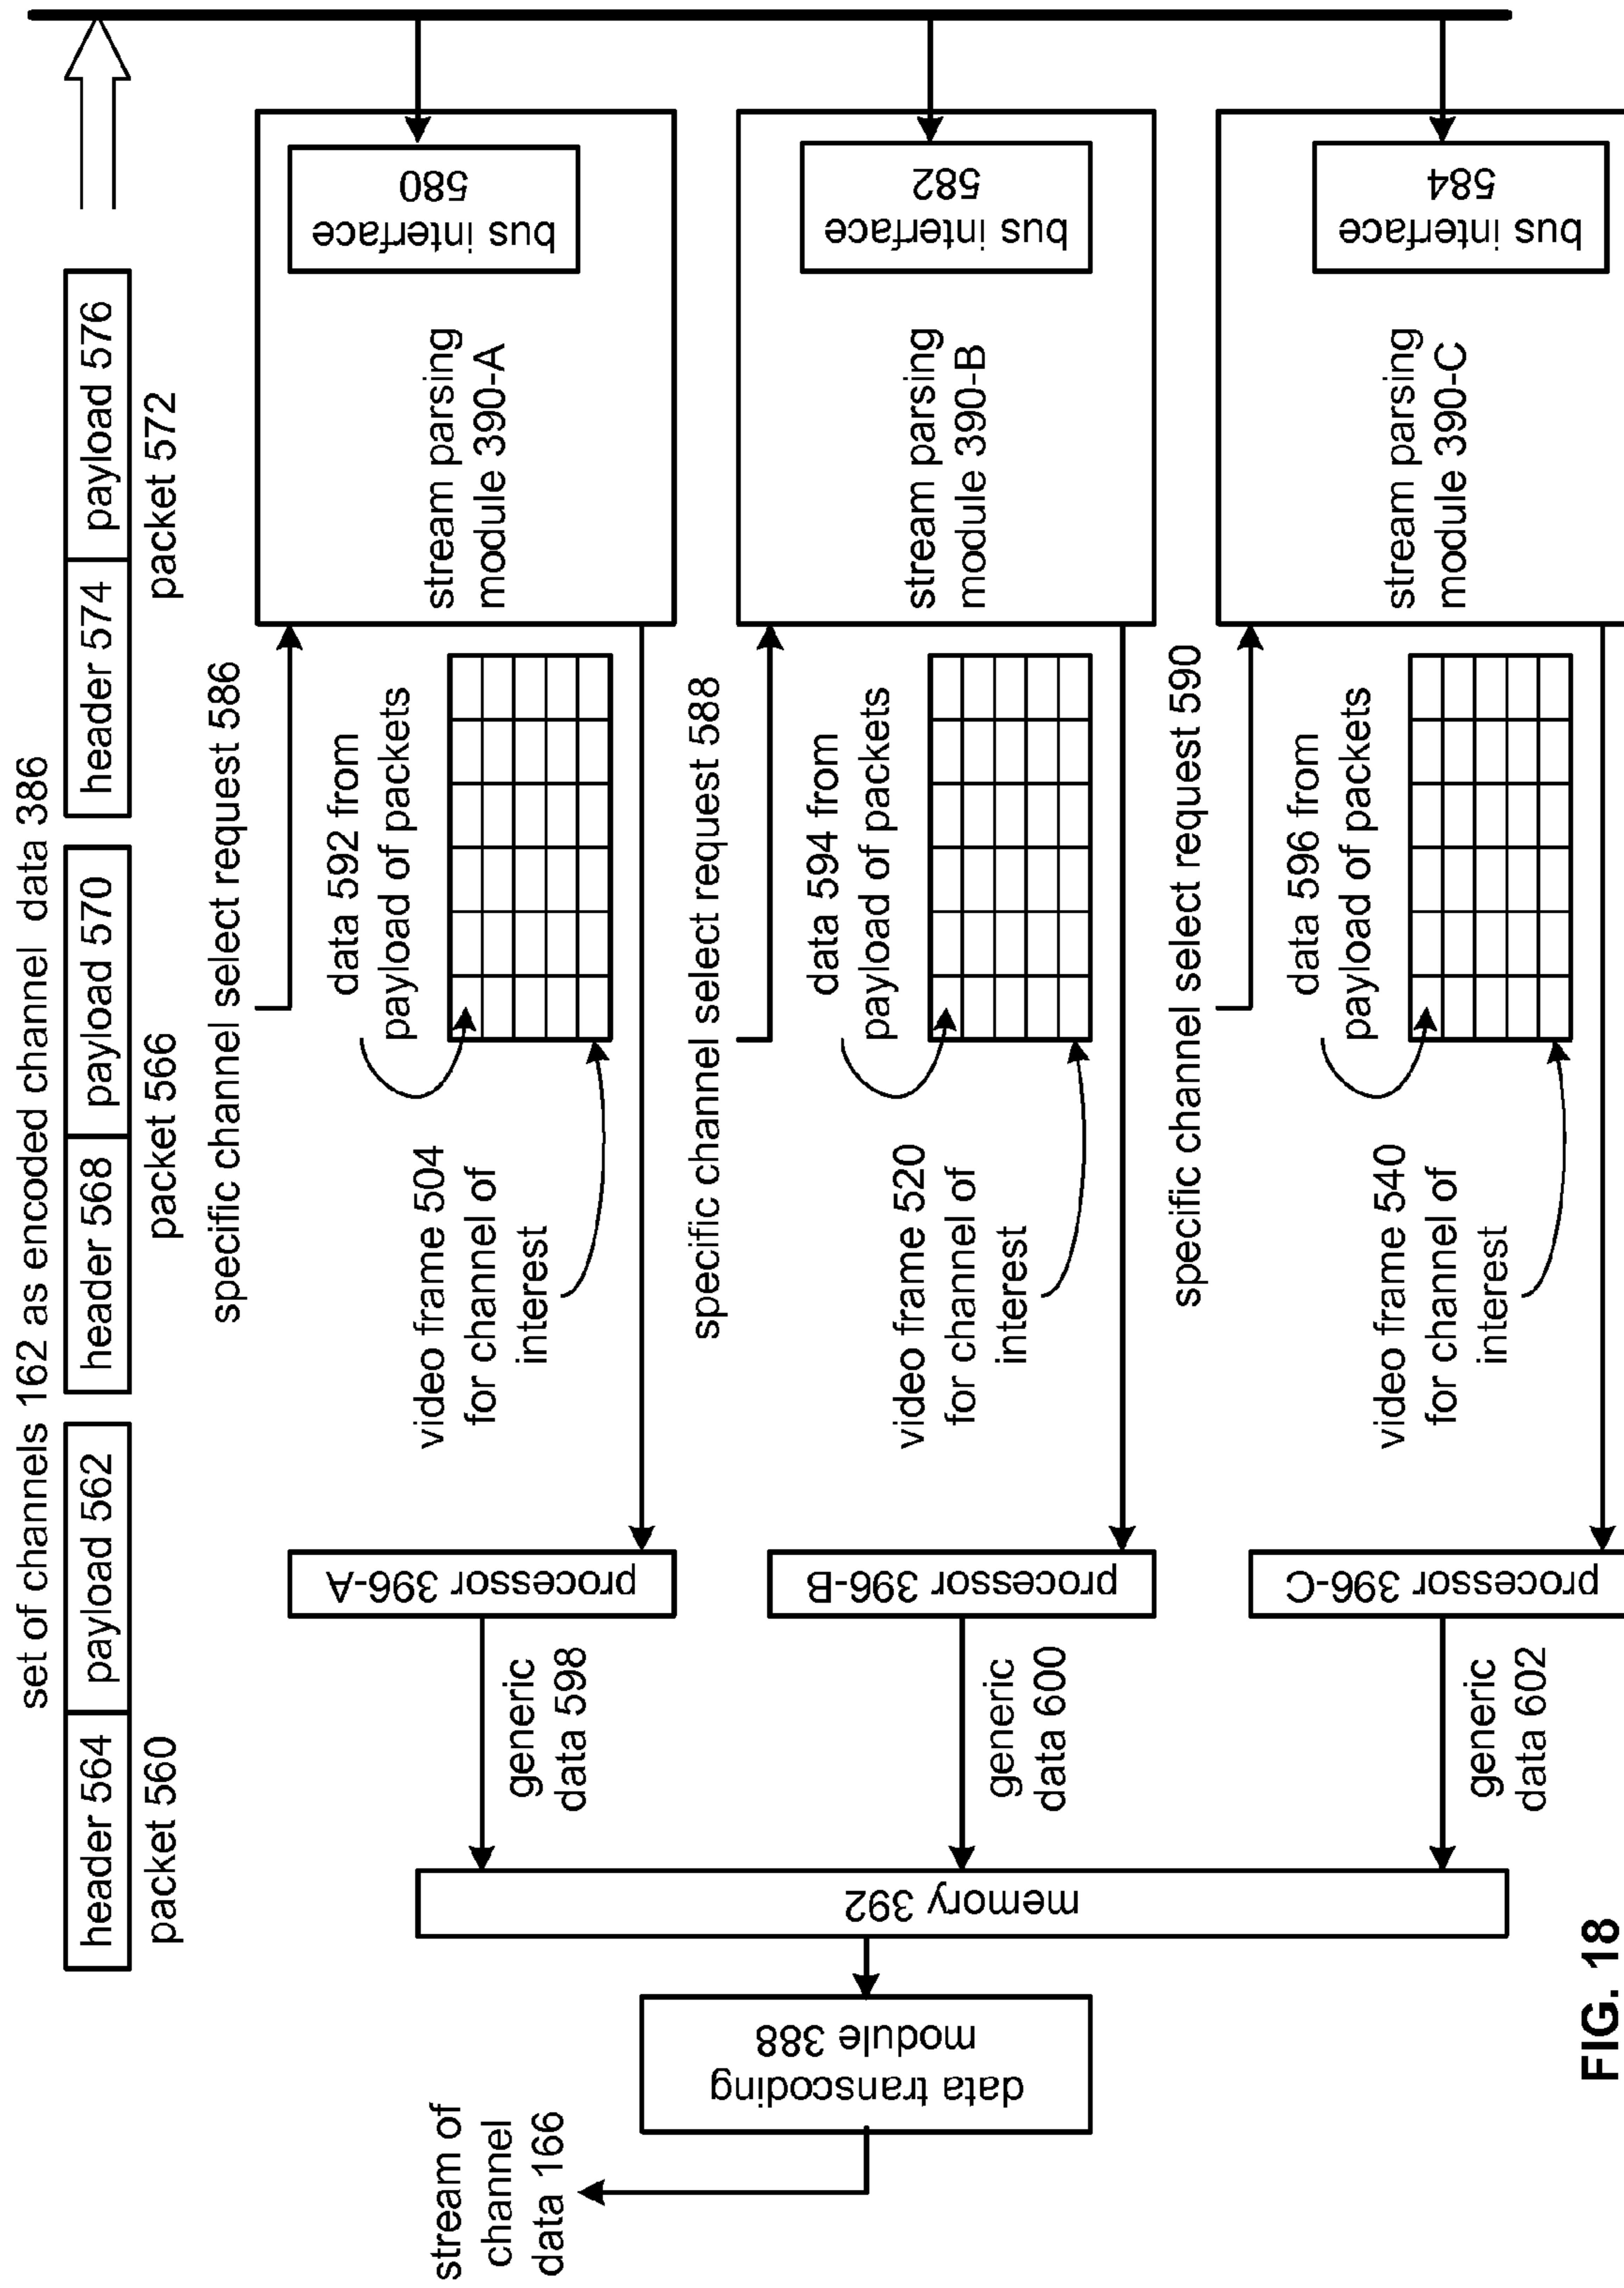 set of channels 162 as encoded channel data 386
header 564
payload 562
header 568
payload 570
header 574
payload 576
packet 560
packet 566
packet 572
specific channel select request 586
bus interface
580
stream parsing
module 390-A
data 592 from
payload of packets
video frame 504
for channel of
interest
processor 396-A
generic
data 598
specific channel select request 588
bus interface
582
stream parsing
module 390-B
data 594 from
payload of packets
video frame 520
for channel of
interest
processor 396-B
generic
data 600
specific channel select request 590
bus interface
584
stream parsing
module 390-C
data 596 from
payload of packets
video frame 540
for channel of
interest
processor 396-C
generic
data 602
memory 392
data transcoding
module 388
stream of
channel
data 166
FIG. 18